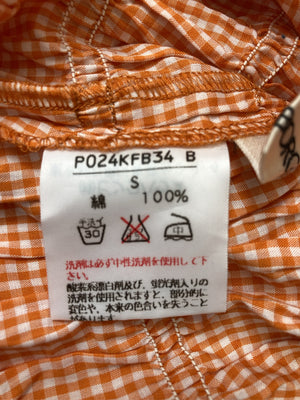 P024KFB34 B
S
綿 100%
手洗イ
30
中
洗剤は必ず中性洗剤を使用して下
さい。
酸素系漂白剤及び、蛍光剤入りの
洗剤を使用されますと、部分的に
変色や、本来の色合いを失うこと
が